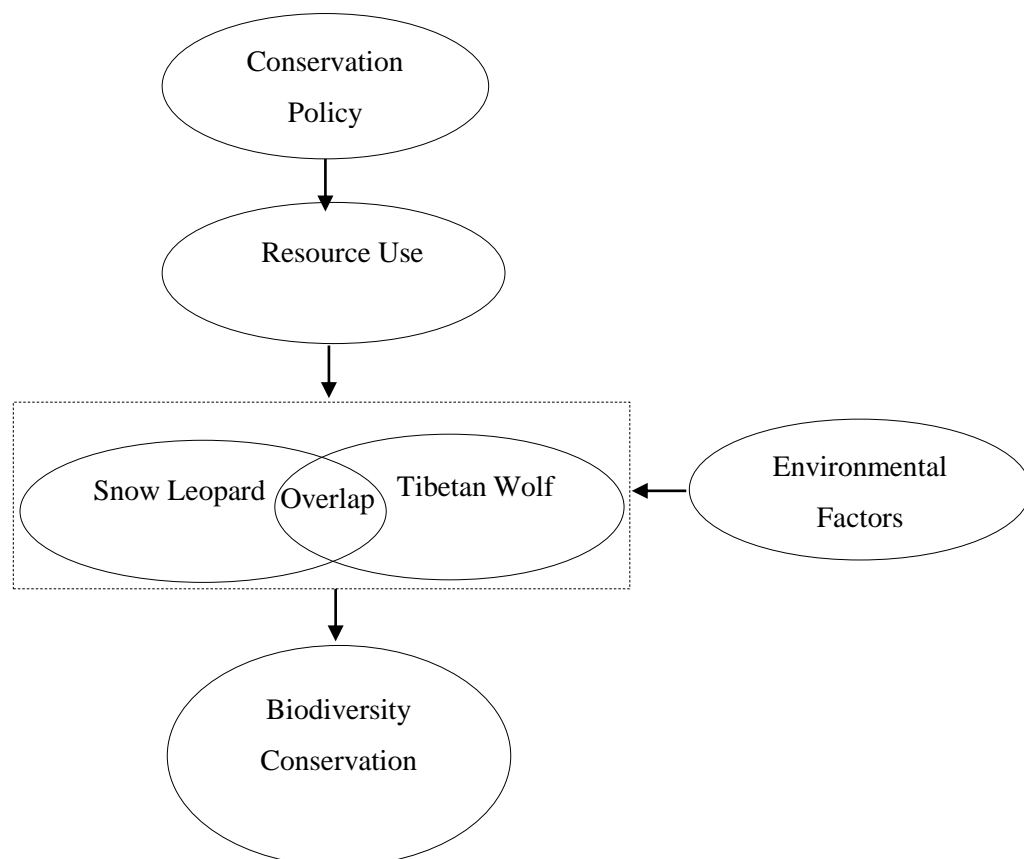 Conservation
Policy
Resource Use
Snow Leopard
Overlap
Tibetan Wolf
Environmental
Factors
Biodiversity
Conservation